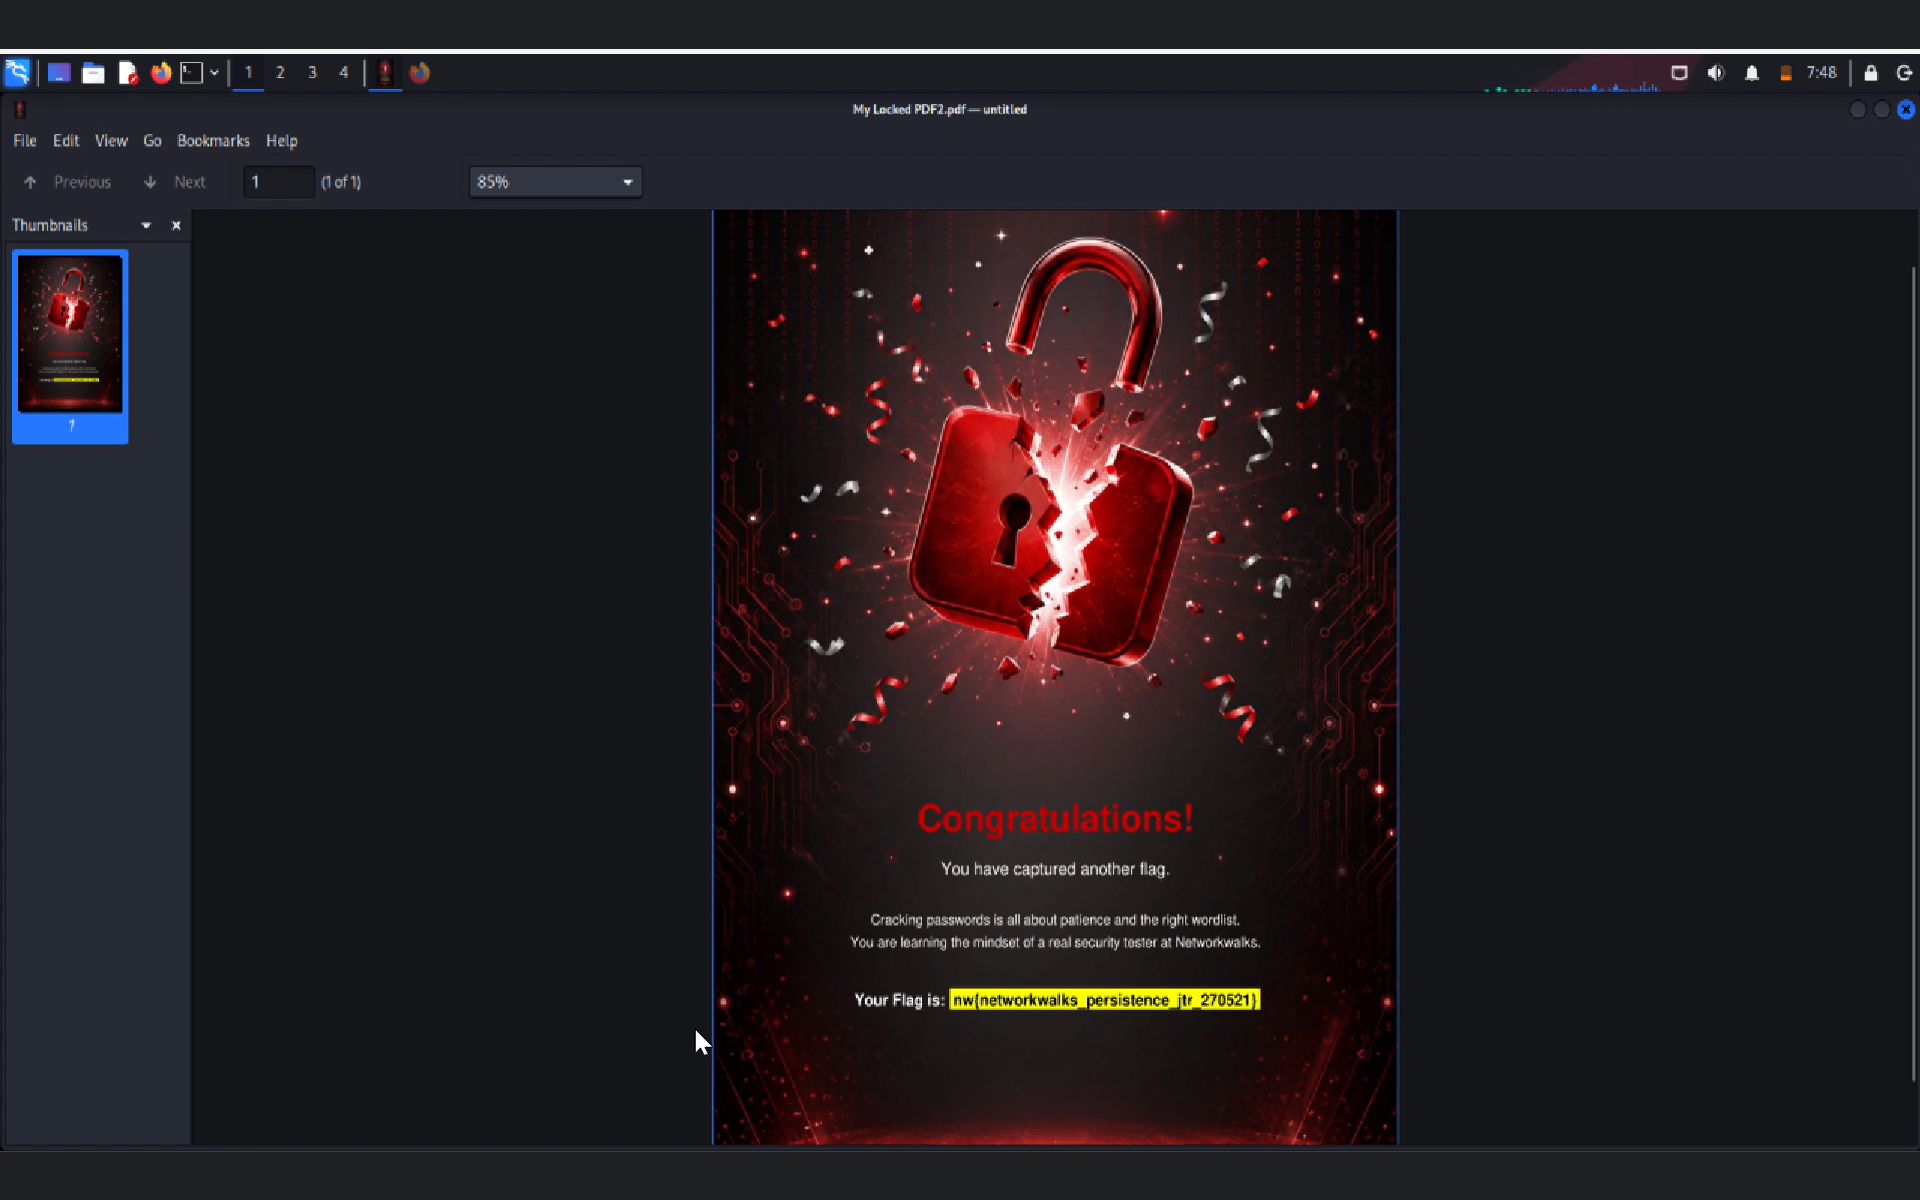 1 2 3 4
7:48
My Locked PDF2.pdf — untitled
File Edit View Go Bookmarks Help
Previous Next 1 (1 of 1) 85%
Thumbnails
1
Congratulations!
You have captured another flag.
Cracking passwords is all about patience and the right wordlist.
You are learning the mindset of a real security tester at Networkwalks.
Your Flag is: nw{networkwalks_persistence_jtr_270521}